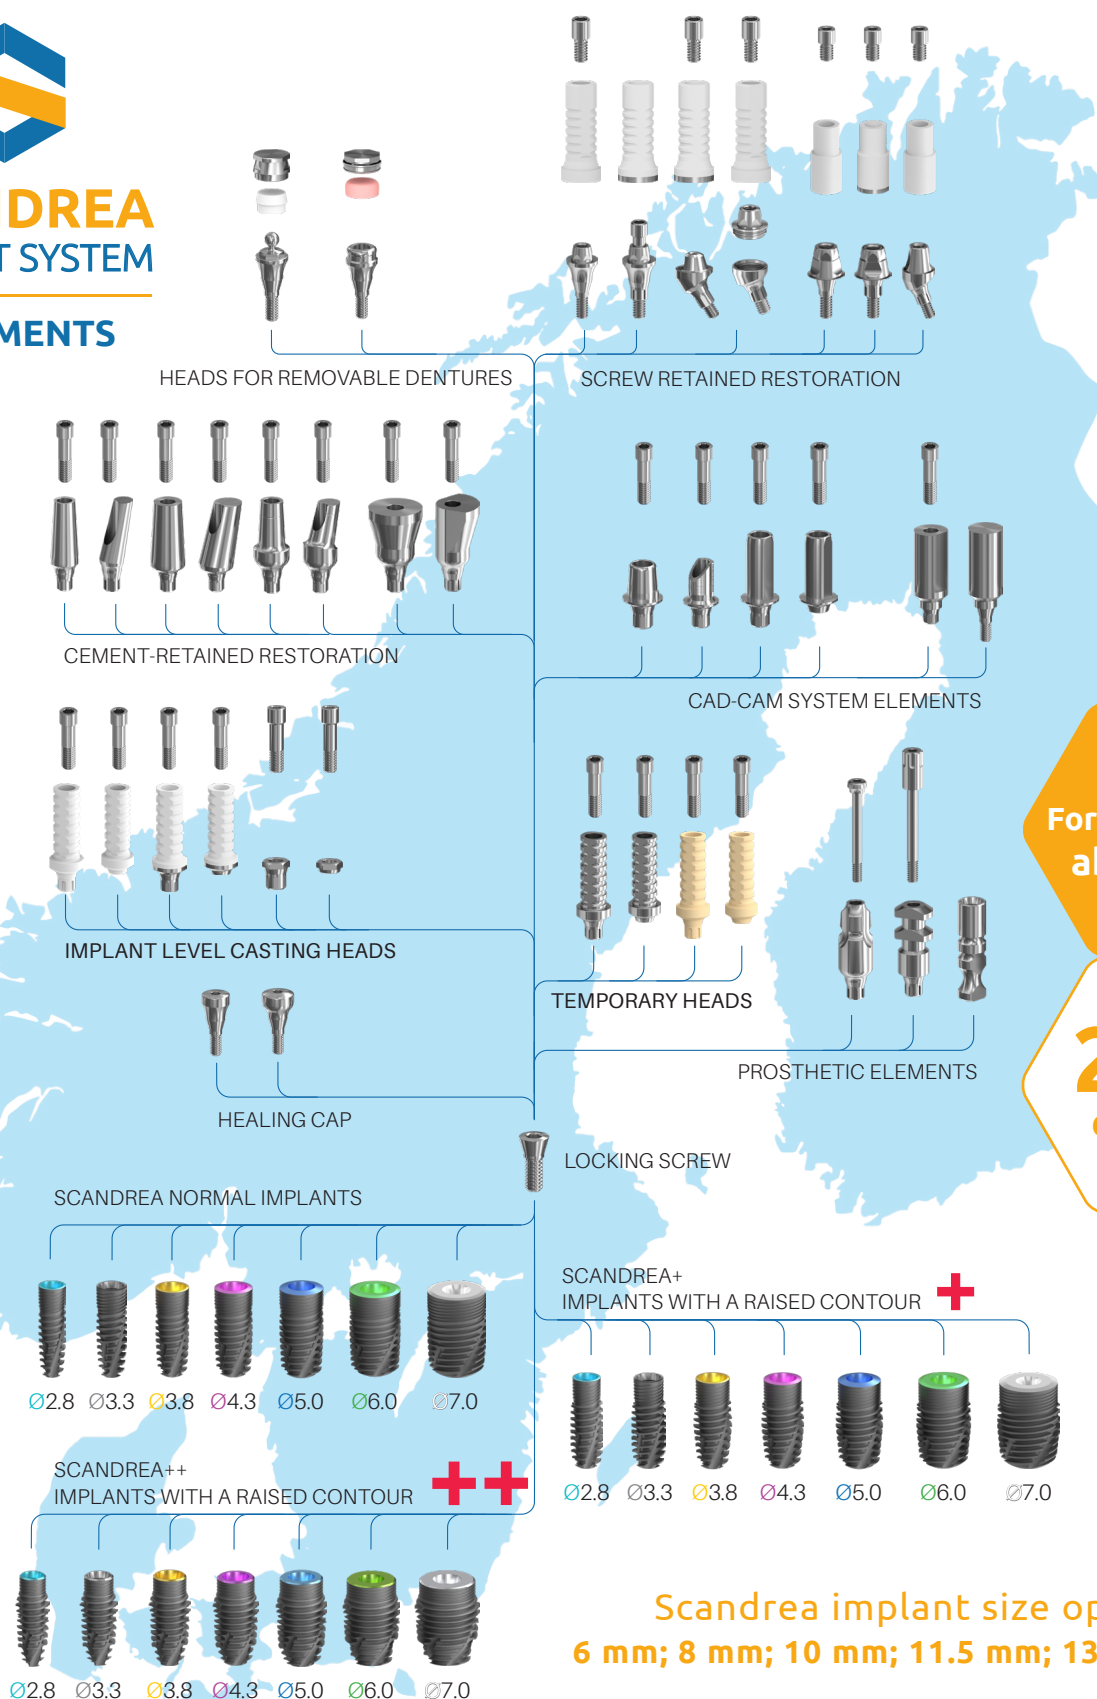 NDREA
T SYSTEM
MENTS
HEADS FOR REMOVABLE DENTURES
SCREW RETAINED RESTORATION
CEMENT-RETAINED RESTORATION
CAD-CAM SYSTEM ELEMENTS
For
al
IMPLANT LEVEL CASTING HEADS
TEMPORARY HEADS
2
PROSTHETIC ELEMENTS
HEALING CAP
LOCKING SCREW
SCANDREA NORMAL IMPLANTS
SCANDREA+
IMPLANTS WITH A RAISED CONTOUR +
Ø2.8 Ø3.3 Ø3.8 Ø4.3 Ø5.0 Ø6.0 Ø7.0
SCANDREA++
IMPLANTS WITH A RAISED CONTOUR ++
Ø2.8 Ø3.3 Ø3.8 Ø4.3 Ø5.0 Ø6.0 Ø7.0
Scandrea implant size op
6 mm; 8 mm; 10 mm; 11.5 mm; 13
Ø2.8 Ø3.3 Ø3.8 Ø4.3 Ø5.0 Ø6.0 Ø7.0